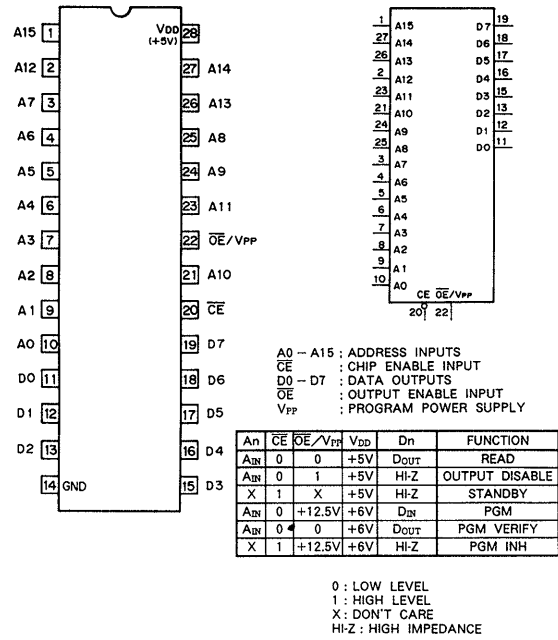 A15 1 VDD (+5V) 28
A12 2 27 A14
A7 3 26 A13
A6 4 25 A8
A5 5 24 A9
A4 6 23 A11
A3 7 22 OE/VPP
A2 8 21 A10
A1 9 20 CE
A0 10 19 D7
D0 11 18 D6
D1 12 17 D5
D2 13 16 D4
14 GND 15 D3
1 A15 D7 19
27 A14 D6 18
26 A13 D5 17
2 A12 D4 16
23 A11 D3 15
21 A10 D2 13
24 A9 D1 12
25 A8 D0 11
3 A7
4 A6
5 A5
6 A4
7 A3
8 A2
9 A1
10 A0
CE OE/VPP
20 22
A0 – A15 : ADDRESS INPUTS
CE : CHIP ENABLE INPUT
D0 – D7 : DATA OUTPUTS
OE : OUTPUT ENABLE INPUT
VPP : PROGRAM POWER SUPPLY
An CE OE/VPP VDD Dn FUNCTION
AIN 0 0 +5V DOUT READ
AIN 0 1 +5V HI-Z OUTPUT DISABLE
X 1 X +5V HI-Z STANDBY
AIN 0 +12.5V +6V DIN PGM
AIN 0 0 +6V DOUT PGM VERIFY
X 1 +12.5V +6V HI-Z PGM INH
0 : LOW LEVEL
1 : HIGH LEVEL
X : DON'T CARE
HI-Z : HIGH IMPEDANCE